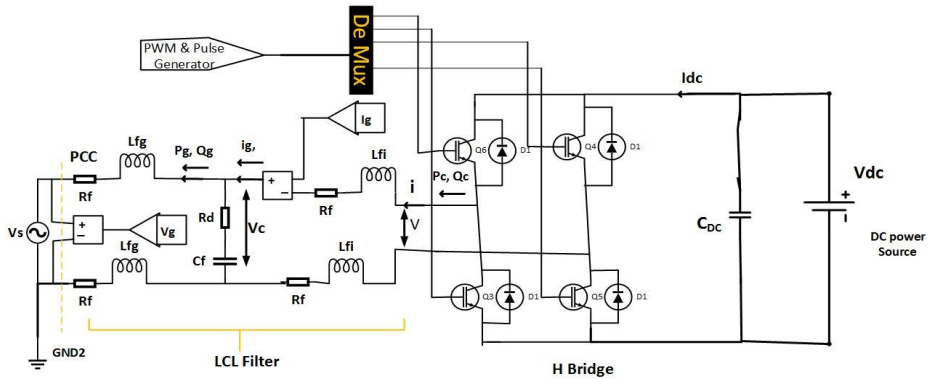 De Mux
PWM & Pulse
Generator
Idc
Ig
Lfg
PCC
Pg, Qg
ig,
Lfi
Q6
D1
Q4
D1
Pc, Qc
i
Vdc
+
-
Rf
+
-
Rf
Rd
Vc
V
CDC
DC power
Source
Vs
+
-
Vg
Lfg
Cf
Lfi
Rf
Rf
Q3
D1
Q5
D1
GND2
LCL Filter
H Bridge